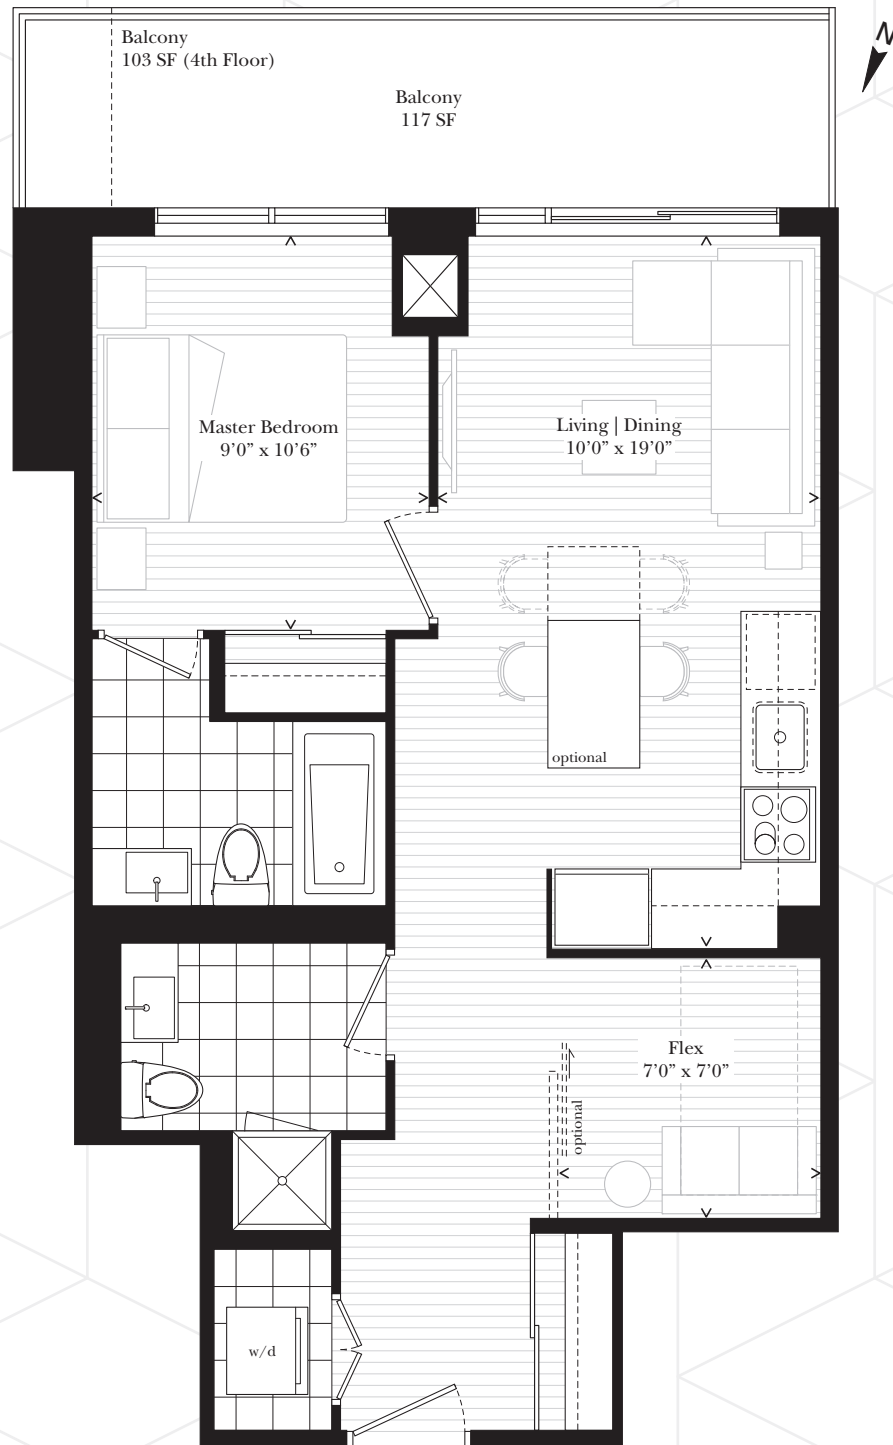 Balcony
103 SF (4th Floor)
N
Balcony
117 SF
Master Bedroom
9’0” x 10’6”
Living | Dining
10’0” x 19’0”
optional
Flex
7’0” x 7’0”
optional
w/d